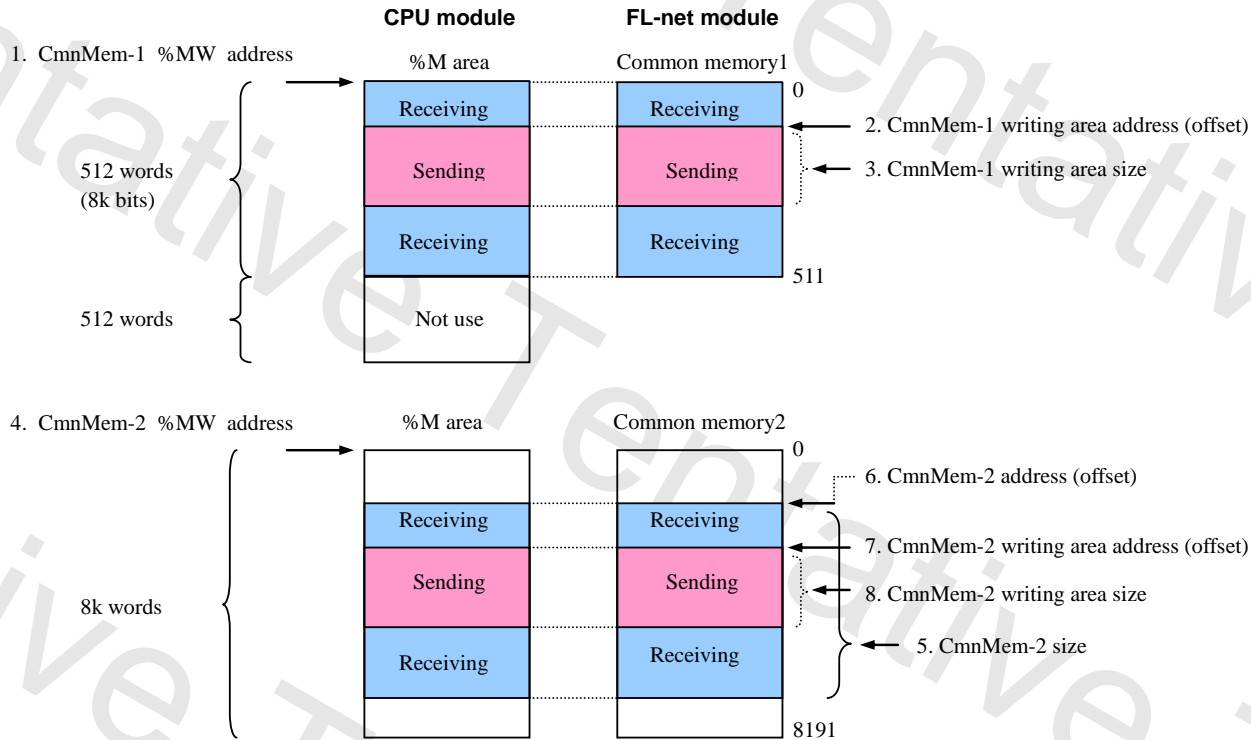 CPU module
FL-net module
1. CmnMem-1 %MW address
%M area
Common memory1
0
Receiving
Receiving
2. CmnMem-1 writing area address (offset)
512 words
(8k bits)
Sending
Sending
3. CmnMem-1 writing area size
Receiving
Receiving
511
512 words
Not use
4. CmnMem-2 %MW address
%M area
Common memory2
0
6. CmnMem-2 address (offset)
Receiving
Receiving
7. CmnMem-2 writing area address (offset)
Sending
Sending
8. CmnMem-2 writing area size
8k words
Receiving
Receiving
5. CmnMem-2 size
8191
Tentative Tentative
Tentative